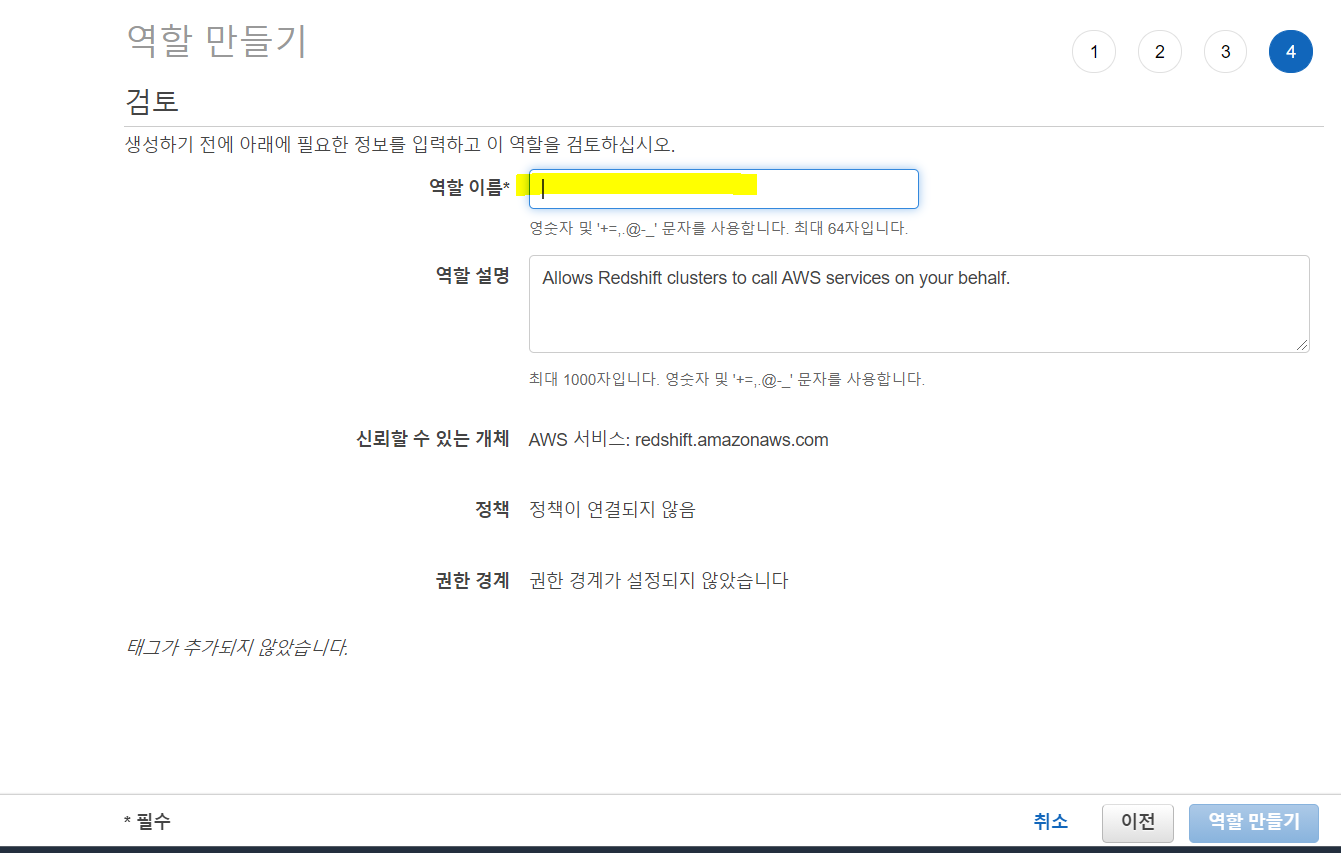 역할 만들기
1 2 3 4
검토
생성하기 전에 아래에 필요한 정보를 입력하고 이 역할을 검토하십시오.
역할 이름*
영숫자 및 '+=,.@-_' 문자를 사용합니다. 최대 64자입니다.
역할 설명 Allows Redshift clusters to call AWS services on your behalf.
최대 1000자입니다. 영숫자 및 '+=,.@-_' 문자를 사용합니다.
신뢰할 수 있는 개체 AWS 서비스: redshift.amazonaws.com
정책 정책이 연결되지 않음
권한 경계 권한 경계가 설정되지 않았습니다
태그가 추가되지 않았습니다.
* 필수 취소 이전 역할 만들기